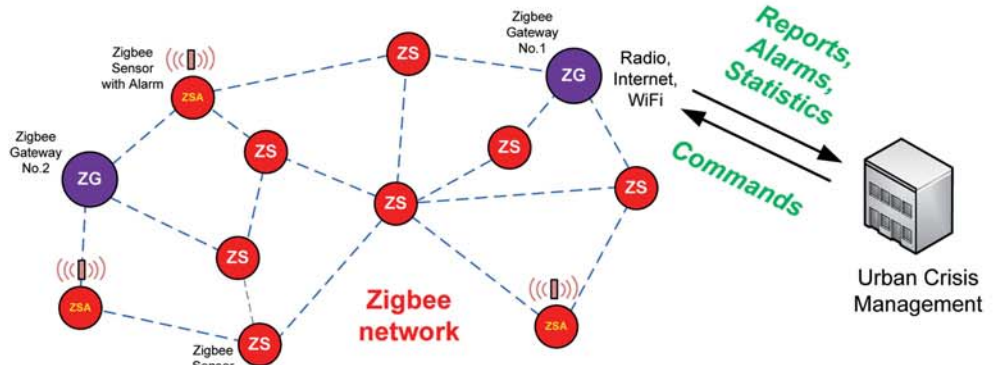 Zigbee
Gateway
No.1
Zigbee
Sensor
with Alarm
ZS
ZG
Radio,
Internet,
WiFi
Reports,
Alarms,
Statistics
ZSA
Zigbee
Gateway
No.2
ZS
ZS
ZG
Commands
ZS
ZS
ZS
Urban Crisis
Management
ZSA
Zigbee
network
ZSA
ZS
Zigbee
Sensor